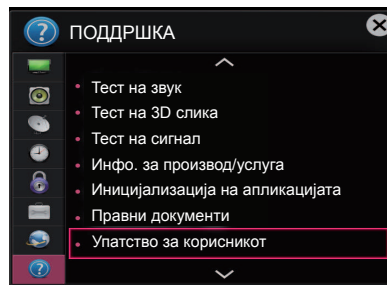 ПОДДРШКА
Тест на звук
Тест на 3D слика
Тест на сигнал
Инфо. за производ/услуга
Иницијализација на апликацијата
Правни документи
Упатство за корисникот